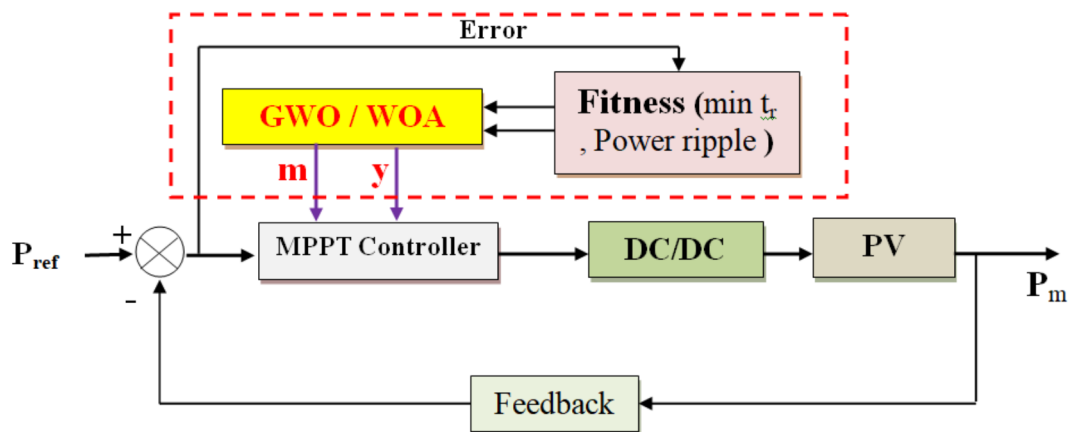 Error
Fitness (min tr
, Power ripple )
GWO / WOA
m
y
Pref
+
-
MPPT Controller
DC/DC
PV
Pm
Feedback